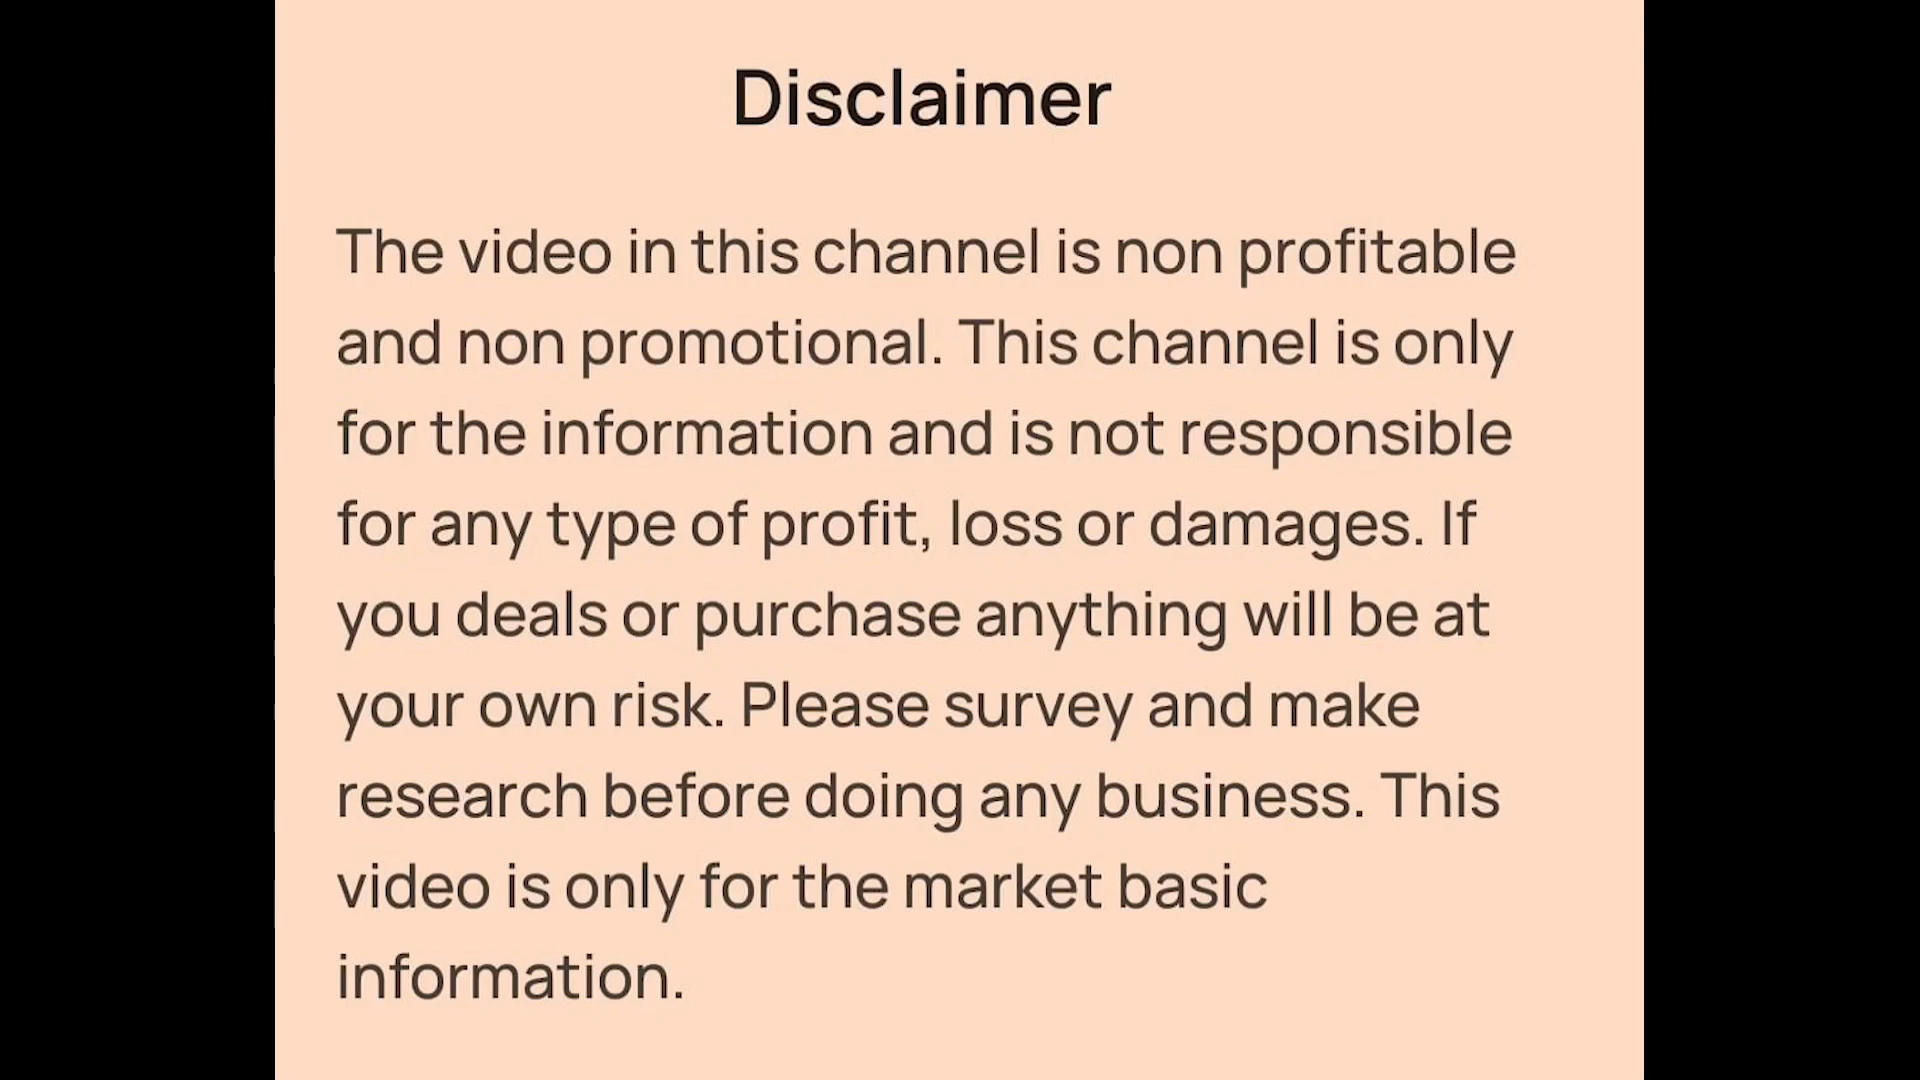 Disclaimer
The video in this channel is non profitable
and non promotional. This channel is only
for the information and is not responsible
for any type of profit, loss or damages. If
you deals or purchase anything will be at
your own risk. Please survey and make
research before doing any business. This
video is only for the market basic
information.